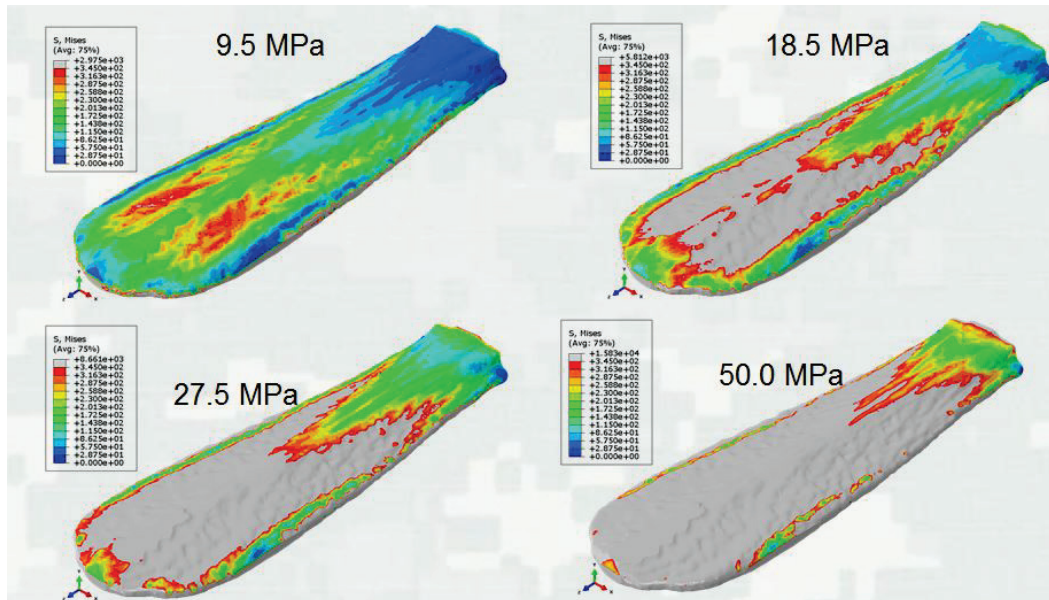 9.5 MPa
S, Mises
(Avg: 75%)
+2.975e+03
+3.450e+02
+3.163e+02
+2.875e+02
+2.588e+02
+2.300e+02
+2.013e+02
+1.725e+02
+1.438e+02
+1.150e+02
+8.625e+01
+5.750e+01
+2.875e+01
+0.000e+00
Y
Z
X
18.5 MPa
S, Mises
(Avg: 75%)
+5.812e+03
+3.450e+02
+3.163e+02
+2.875e+02
+2.588e+02
+2.300e+02
+2.013e+02
+1.725e+02
+1.438e+02
+1.150e+02
+8.625e+01
+5.750e+01
+2.875e+01
+0.000e+00
Y
Z
X
27.5 MPa
S, Mises
(Avg: 75%)
+8.661e+03
+3.450e+02
+3.163e+02
+2.875e+02
+2.588e+02
+2.300e+02
+2.013e+02
+1.725e+02
+1.438e+02
+1.150e+02
+8.625e+01
+5.750e+01
+2.875e+01
+0.000e+00
Y
Z
X
50.0 MPa
S, Mises
(Avg: 75%)
+1.583e+04
+3.450e+02
+3.163e+02
+2.875e+02
+2.588e+02
+2.300e+02
+2.013e+02
+1.725e+02
+1.438e+02
+1.150e+02
+8.625e+01
+5.750e+01
+2.875e+01
+0.000e+00
Y
Z
X